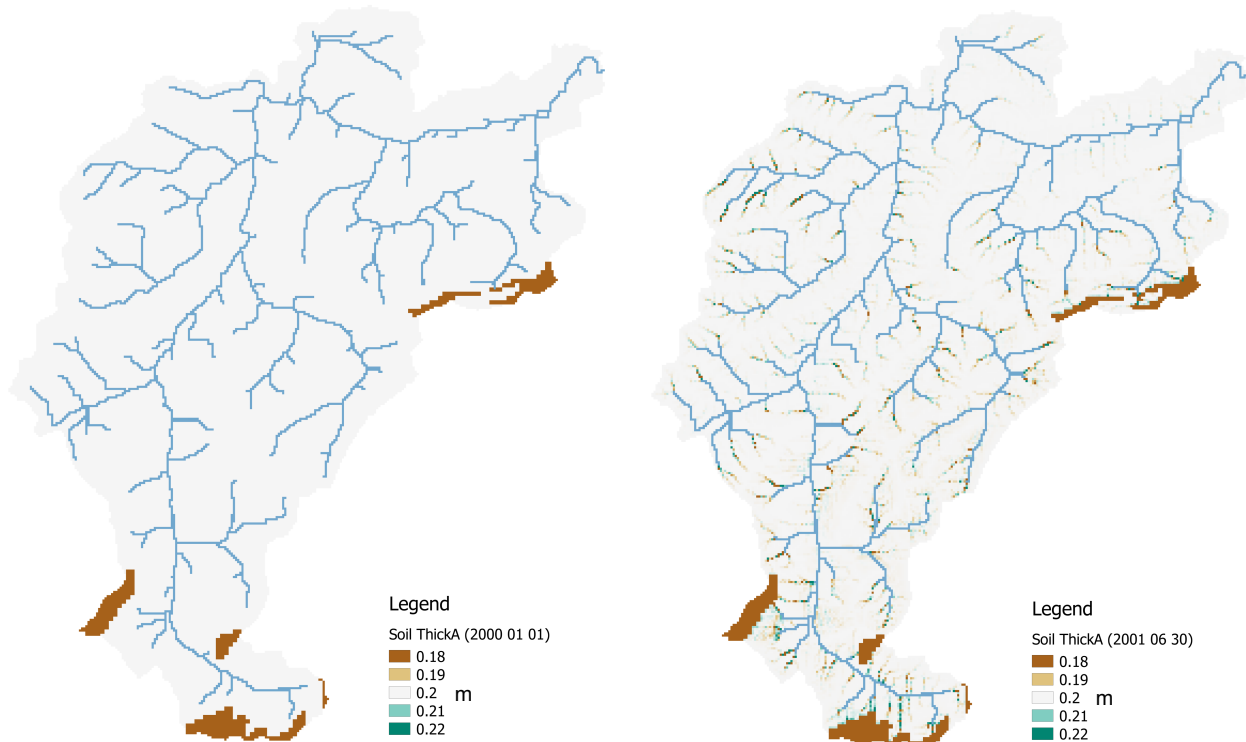 Legend
Soil ThickA (2000 01 01)
0.18
0.19
0.2 m
0.21
0.22
Legend
Soil ThickA (2001 06 30)
0.18
0.19
0.2 m
0.21
0.22